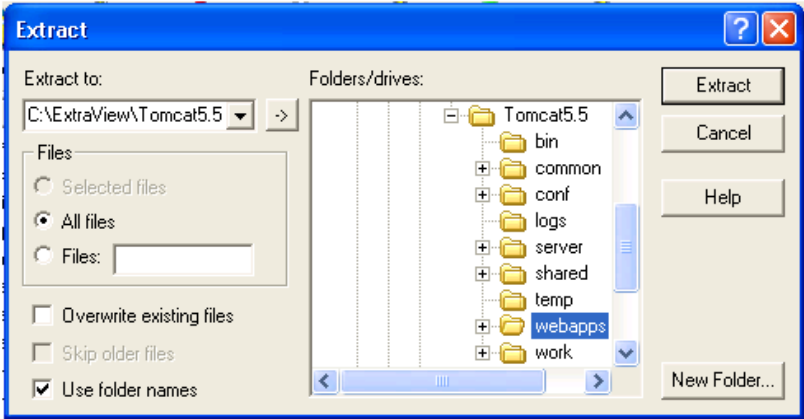 Extract
Extract to:
C:\ExtraView\Tomcat5.5
->
Files
Selected files
All files
Files:
Overwrite existing files
Skip older files
Use folder names
Folders/drives:
Tomcat5.5
bin
common
conf
logs
server
shared
temp
webapps
work
Extract
Cancel
Help
New Folder...